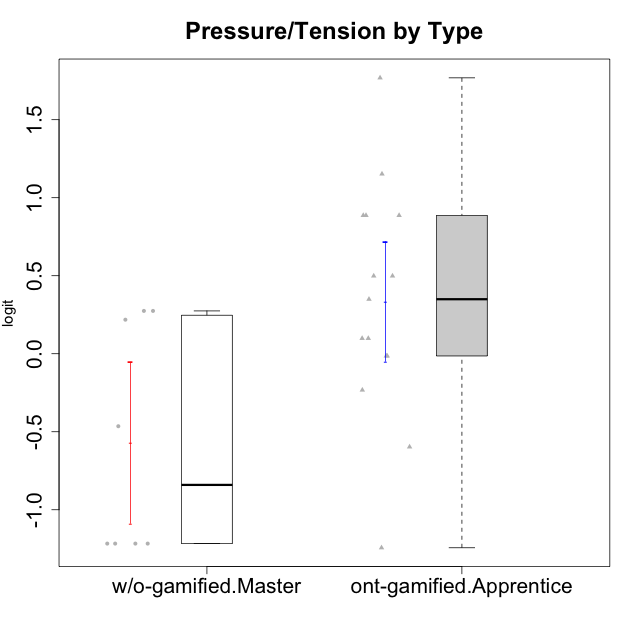 Pressure/Tension by Type
logit
1.5
1.0
0.5
0.0
-0.5
-1.0
w/o-gamified.Master
ont-gamified.Apprentice